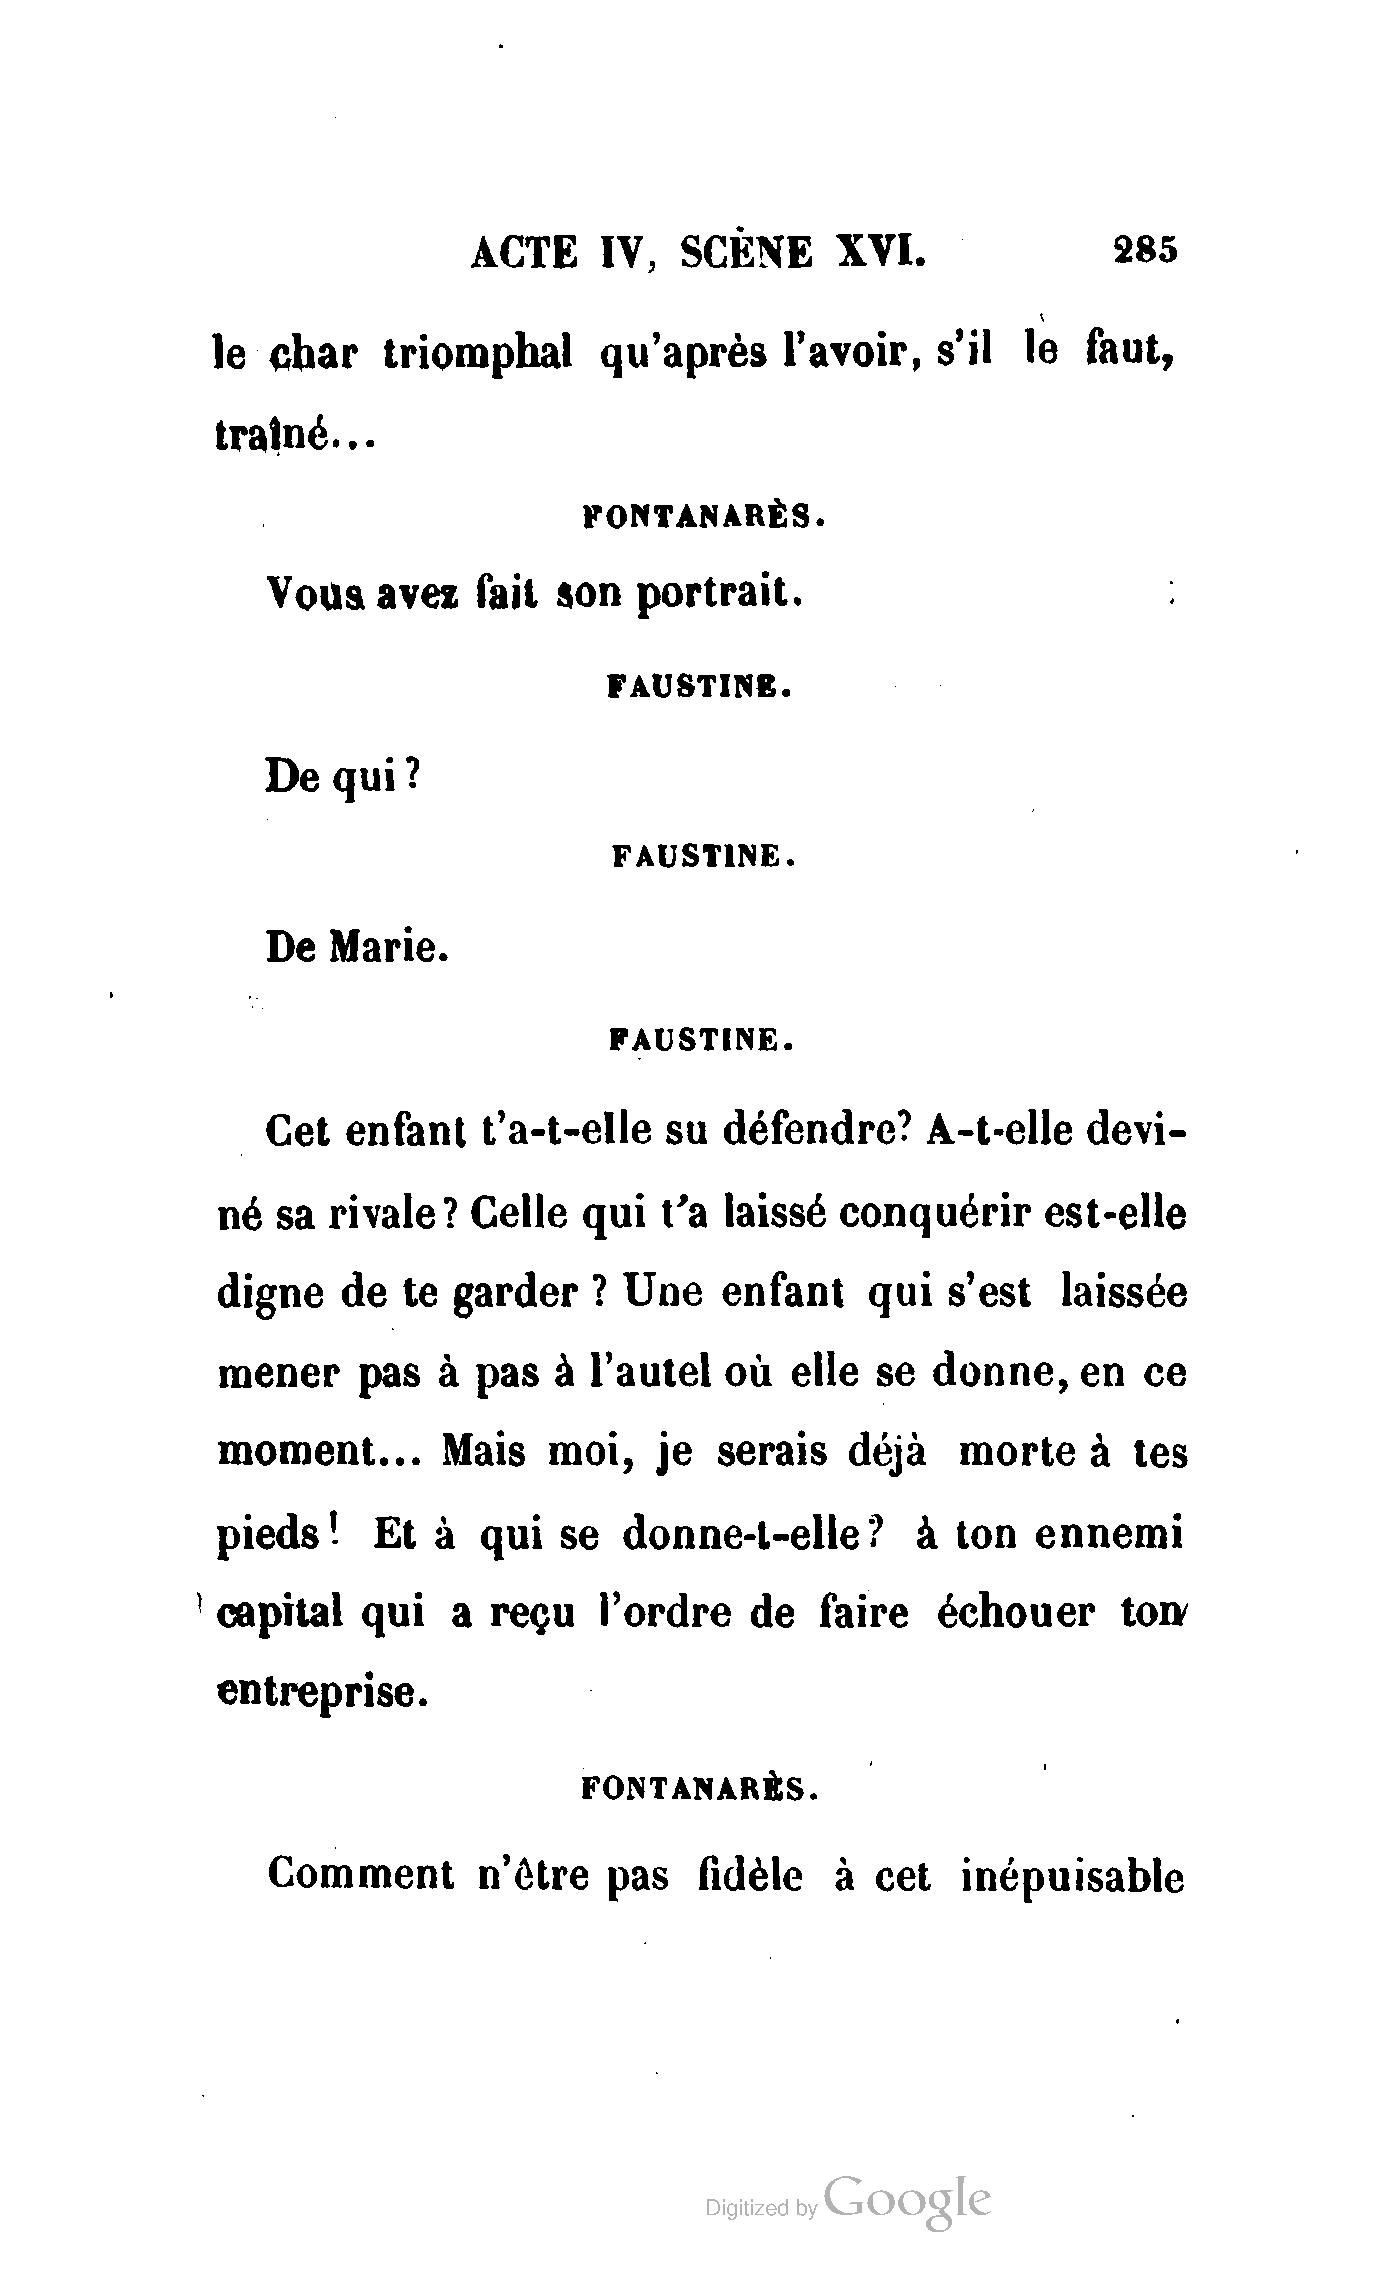 ACTE IV, SCÈNE XVI. 285
le char triomphal qu'après l'avoir, s'il le faut,
traîné...
FONTANARÈS.
Vous avez fait son portrait.
FAUSTINE.
De qui ?
FAUSTINE.
De Marie.
FAUSTINE.
Cet enfant t'a-t-elle su défendre? A-t-elle devi-
né sa rivale ? Celle qui t'a laissé conquérir est-elle
digne de te garder ? Une enfant qui s'est laissée
mener pas à pas à l'autel où elle se donne, en ce
moment... Mais moi, je serais déjà morte à tes
pieds ! Et à qui se donne-t-elle ? à ton ennemi
capital qui a reçu l'ordre de faire échouer ton
entreprise.
FONTANARÈS.
Comment n'être pas fidèle à cet inépuisable
Digitized by Google